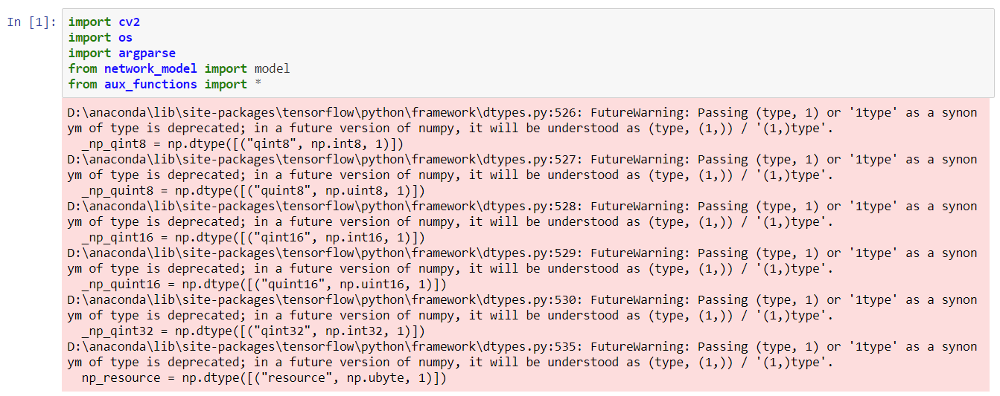 In [1]: import cv2
import os
import argparse
from network_model import model
from aux_functions import *
D:\anaconda\lib\site-packages\tensorflow\python\framework\dtypes.py:526: FutureWarning: Passing (type, 1) or '1type' as a synon
ym of type is deprecated; in a future version of numpy, it will be understood as (type, (1,)) / '(1,)type'.
  _np_qint8 = np.dtype([("qint8", np.int8, 1)])
D:\anaconda\lib\site-packages\tensorflow\python\framework\dtypes.py:527: FutureWarning: Passing (type, 1) or '1type' as a synon
ym of type is deprecated; in a future version of numpy, it will be understood as (type, (1,)) / '(1,)type'.
  _np_quint8 = np.dtype([("quint8", np.uint8, 1)])
D:\anaconda\lib\site-packages\tensorflow\python\framework\dtypes.py:528: FutureWarning: Passing (type, 1) or '1type' as a synon
ym of type is deprecated; in a future version of numpy, it will be understood as (type, (1,)) / '(1,)type'.
  _np_qint16 = np.dtype([("qint16", np.int16, 1)])
D:\anaconda\lib\site-packages\tensorflow\python\framework\dtypes.py:529: FutureWarning: Passing (type, 1) or '1type' as a synon
ym of type is deprecated; in a future version of numpy, it will be understood as (type, (1,)) / '(1,)type'.
  _np_quint16 = np.dtype([("quint16", np.uint16, 1)])
D:\anaconda\lib\site-packages\tensorflow\python\framework\dtypes.py:530: FutureWarning: Passing (type, 1) or '1type' as a synon
ym of type is deprecated; in a future version of numpy, it will be understood as (type, (1,)) / '(1,)type'.
  _np_qint32 = np.dtype([("qint32", np.int32, 1)])
D:\anaconda\lib\site-packages\tensorflow\python\framework\dtypes.py:535: FutureWarning: Passing (type, 1) or '1type' as a synon
ym of type is deprecated; in a future version of numpy, it will be understood as (type, (1,)) / '(1,)type'.
  np_resource = np.dtype([("resource", np.ubyte, 1)])